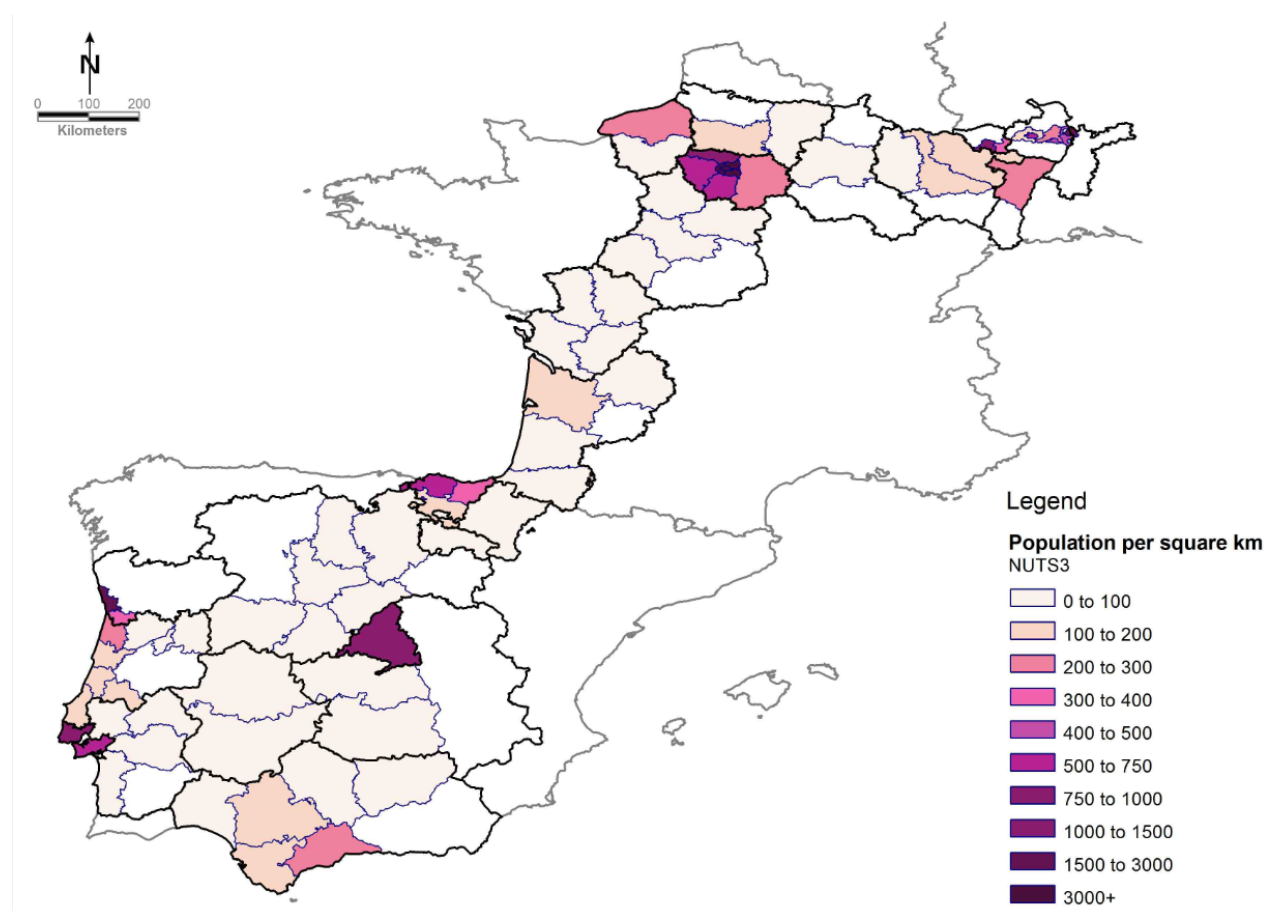 N
0 100 200
Kilometers
Legend
Population per square km
NUTS3
0 to 100
100 to 200
200 to 300
300 to 400
400 to 500
500 to 750
750 to 1000
1000 to 1500
1500 to 3000
3000+